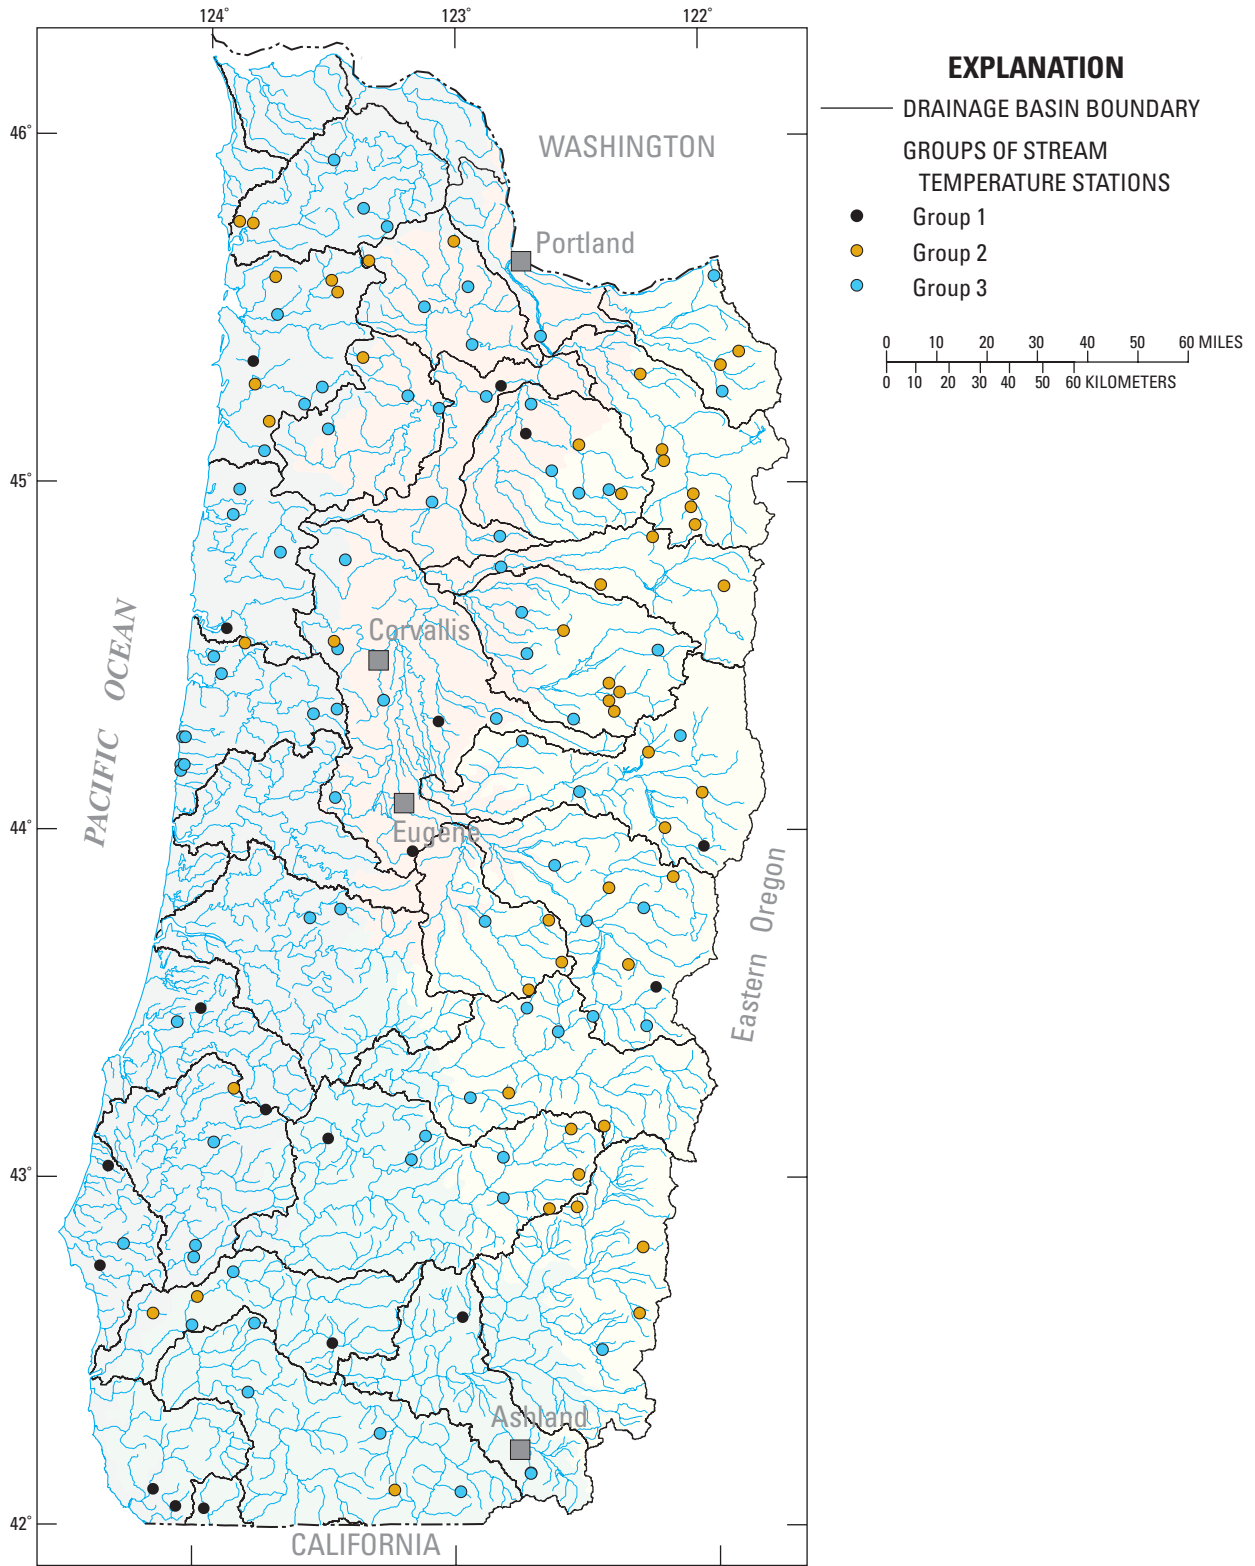 124°
123°
122°
EXPLANATION
DRAINAGE BASIN BOUNDARY
46°
WASHINGTON
GROUPS OF STREAM
TEMPERATURE STATIONS
Group 1
Portland
Group 2
Group 3
0 10 20 30 40 50 60 MILES
0 10 20 30 40 50 60 KILOMETERS
45°
PACIFIC OCEAN
Corvallis
44°
Eugene
Eastern Oregon
43°
Ashland
42°
CALIFORNIA